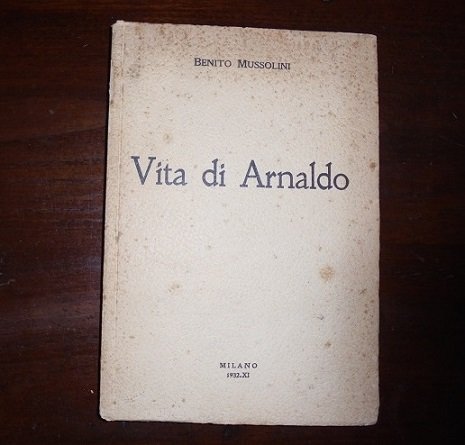 BENITO MUSSOLINI
Vita di Arnaldo
MILANO
1932-XI